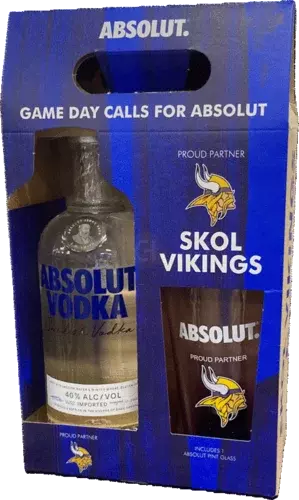 ABSOLUT.
GAME DAY CALLS FOR ABSOLUT
PROUD PARTNER
SKOL
VIKINGS
ABSOLUT
VODKA
40% ALC/VOL
IMPORTED
PROUD PARTNER
ABSOLUT.
PROUD PARTNER
INCLUDES 1
ABSOLUT PINT GLASS